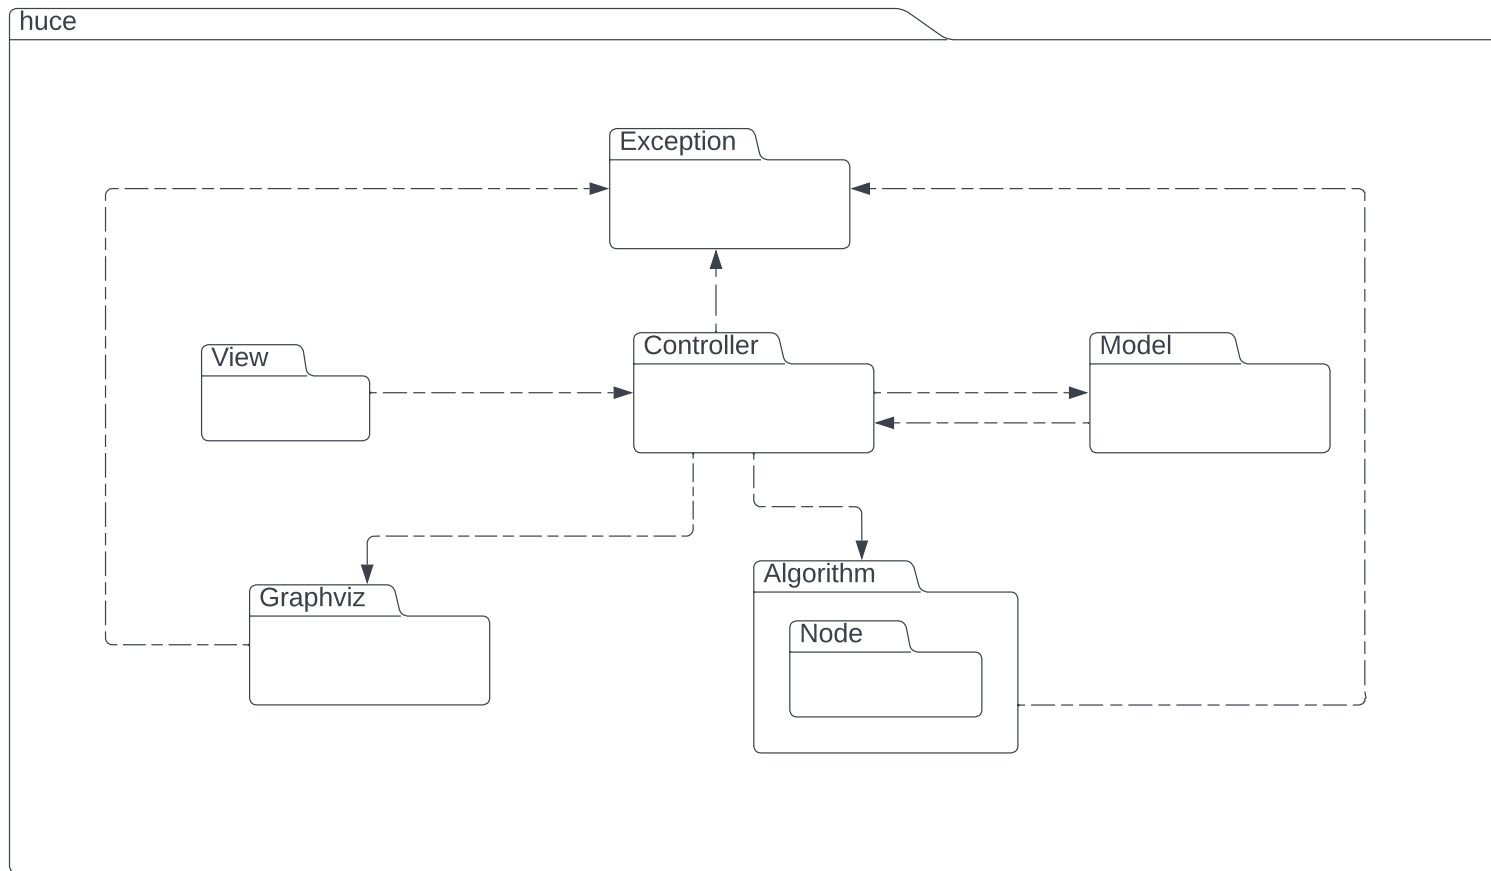 huce
Exception
View
Controller
Model
Graphviz
Algorithm
Node